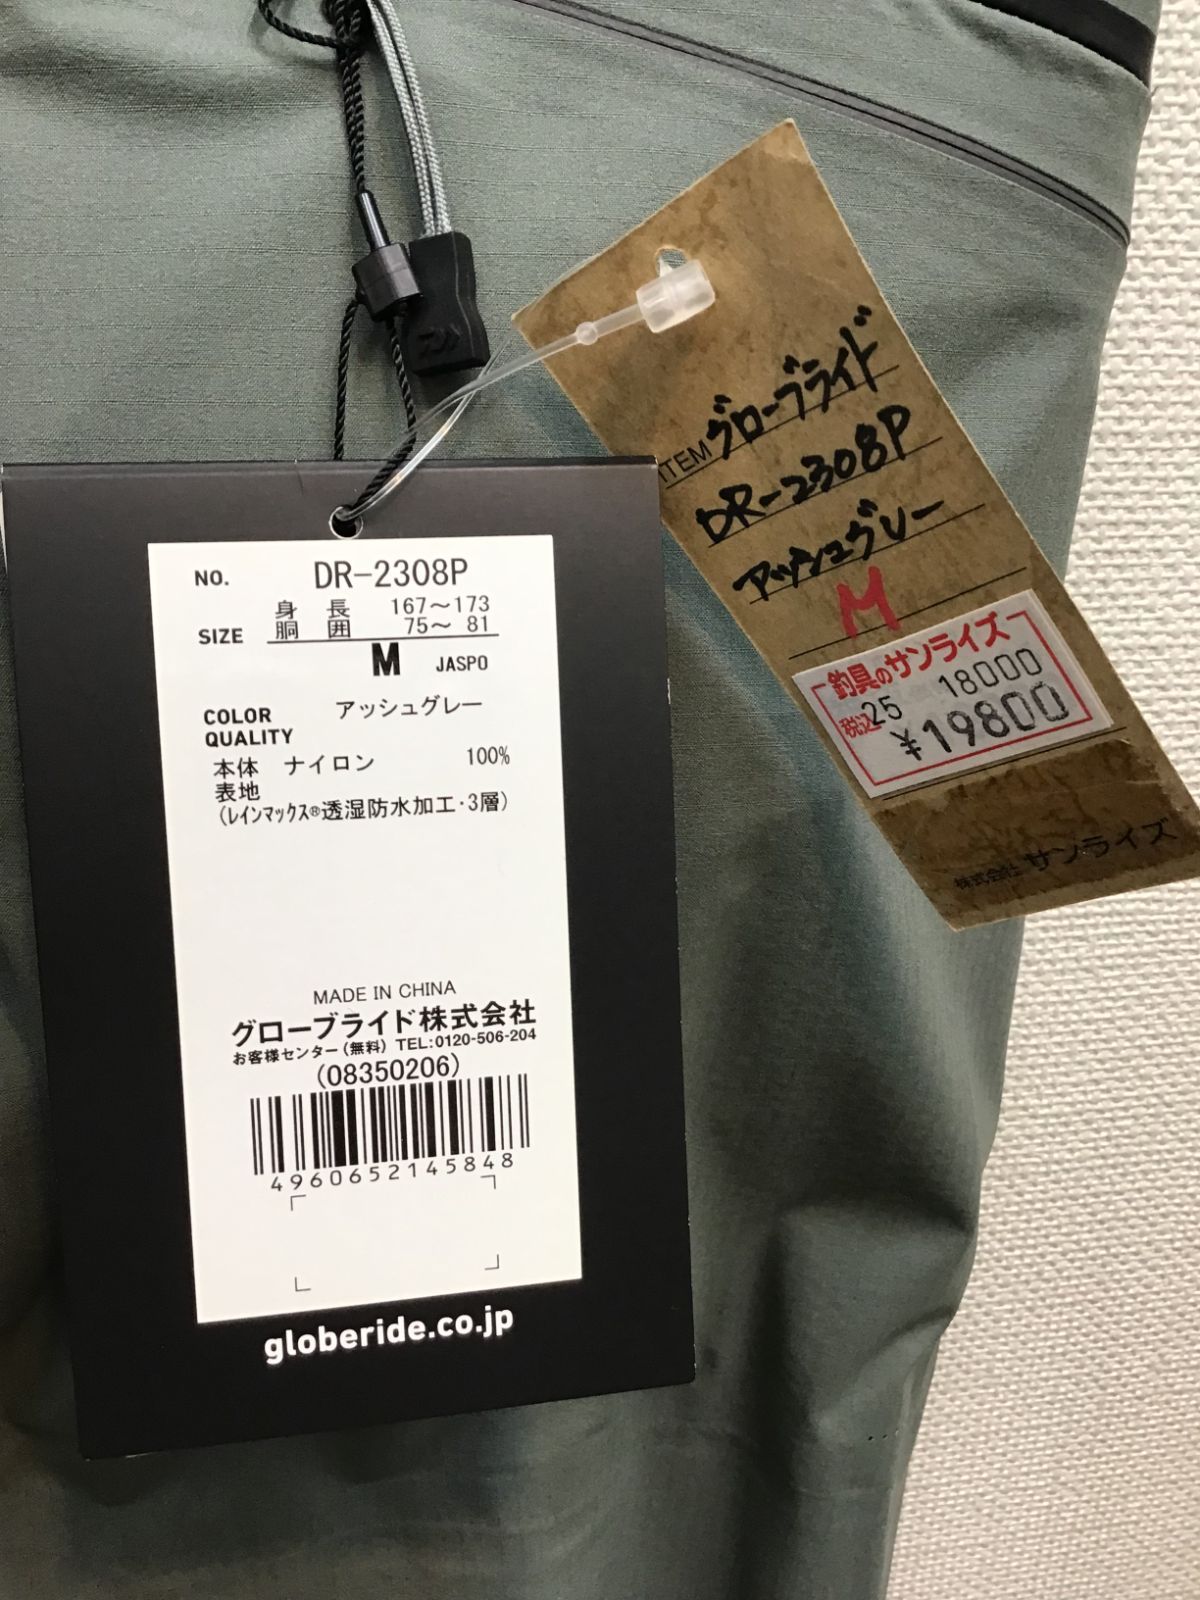 NO. DR-2308P
SIZE 身長 167～173
胴囲 75～ 81
M JASPO
COLOR アッシュグレー
QUALITY
本体 ナイロン 100%
表地
(レインマックス®透湿防水加工・3層)
MADE IN CHINA
グローブライド株式会社
お客様センター(無料) TEL:0120-506-204
(08350206)
4960652145848
globeride.co.jp
ITEM グローブライド
DR-2308P
アッシュグレー
M
釣具のサンライズ
25 18000
税込 ¥19800
株式会社 サンライズ